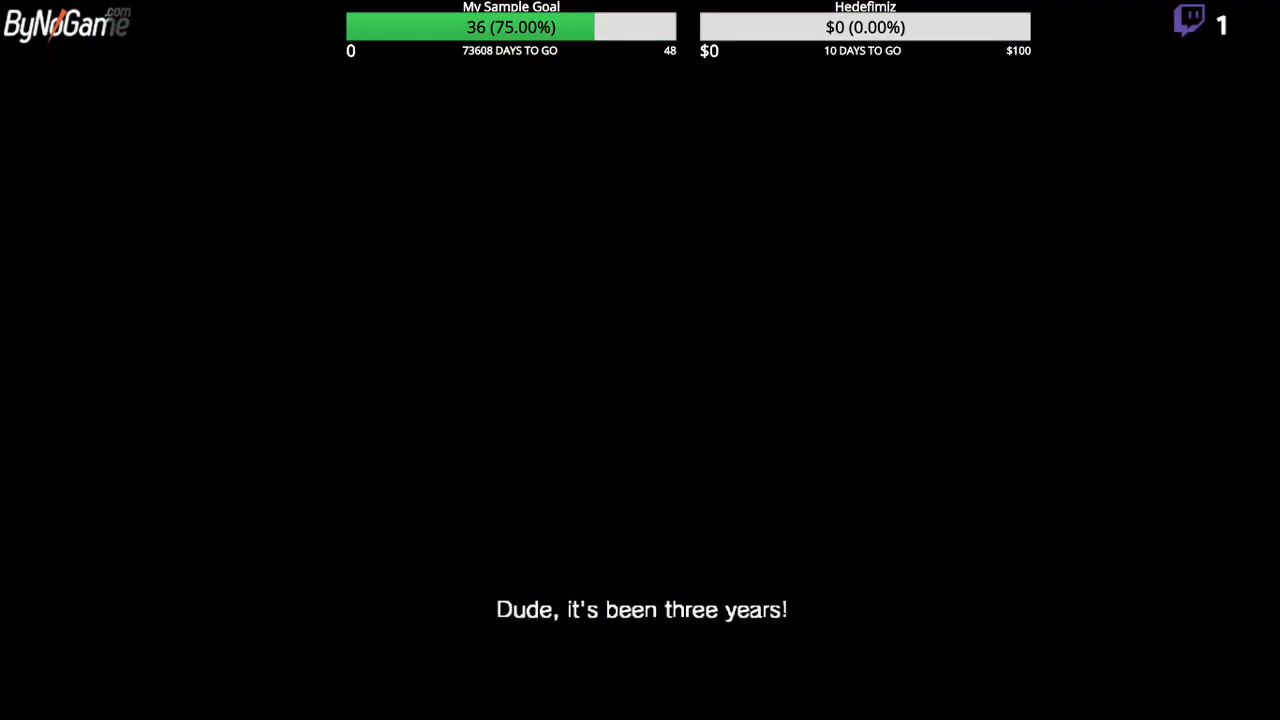 ByNoGame.com
My Sample Goal
36 (75.00%)
0
73608 DAYS TO GO
48
Hedefimiz
$0 (0.00%)
$0
10 DAYS TO GO
$100
1
Dude, it's been three years!